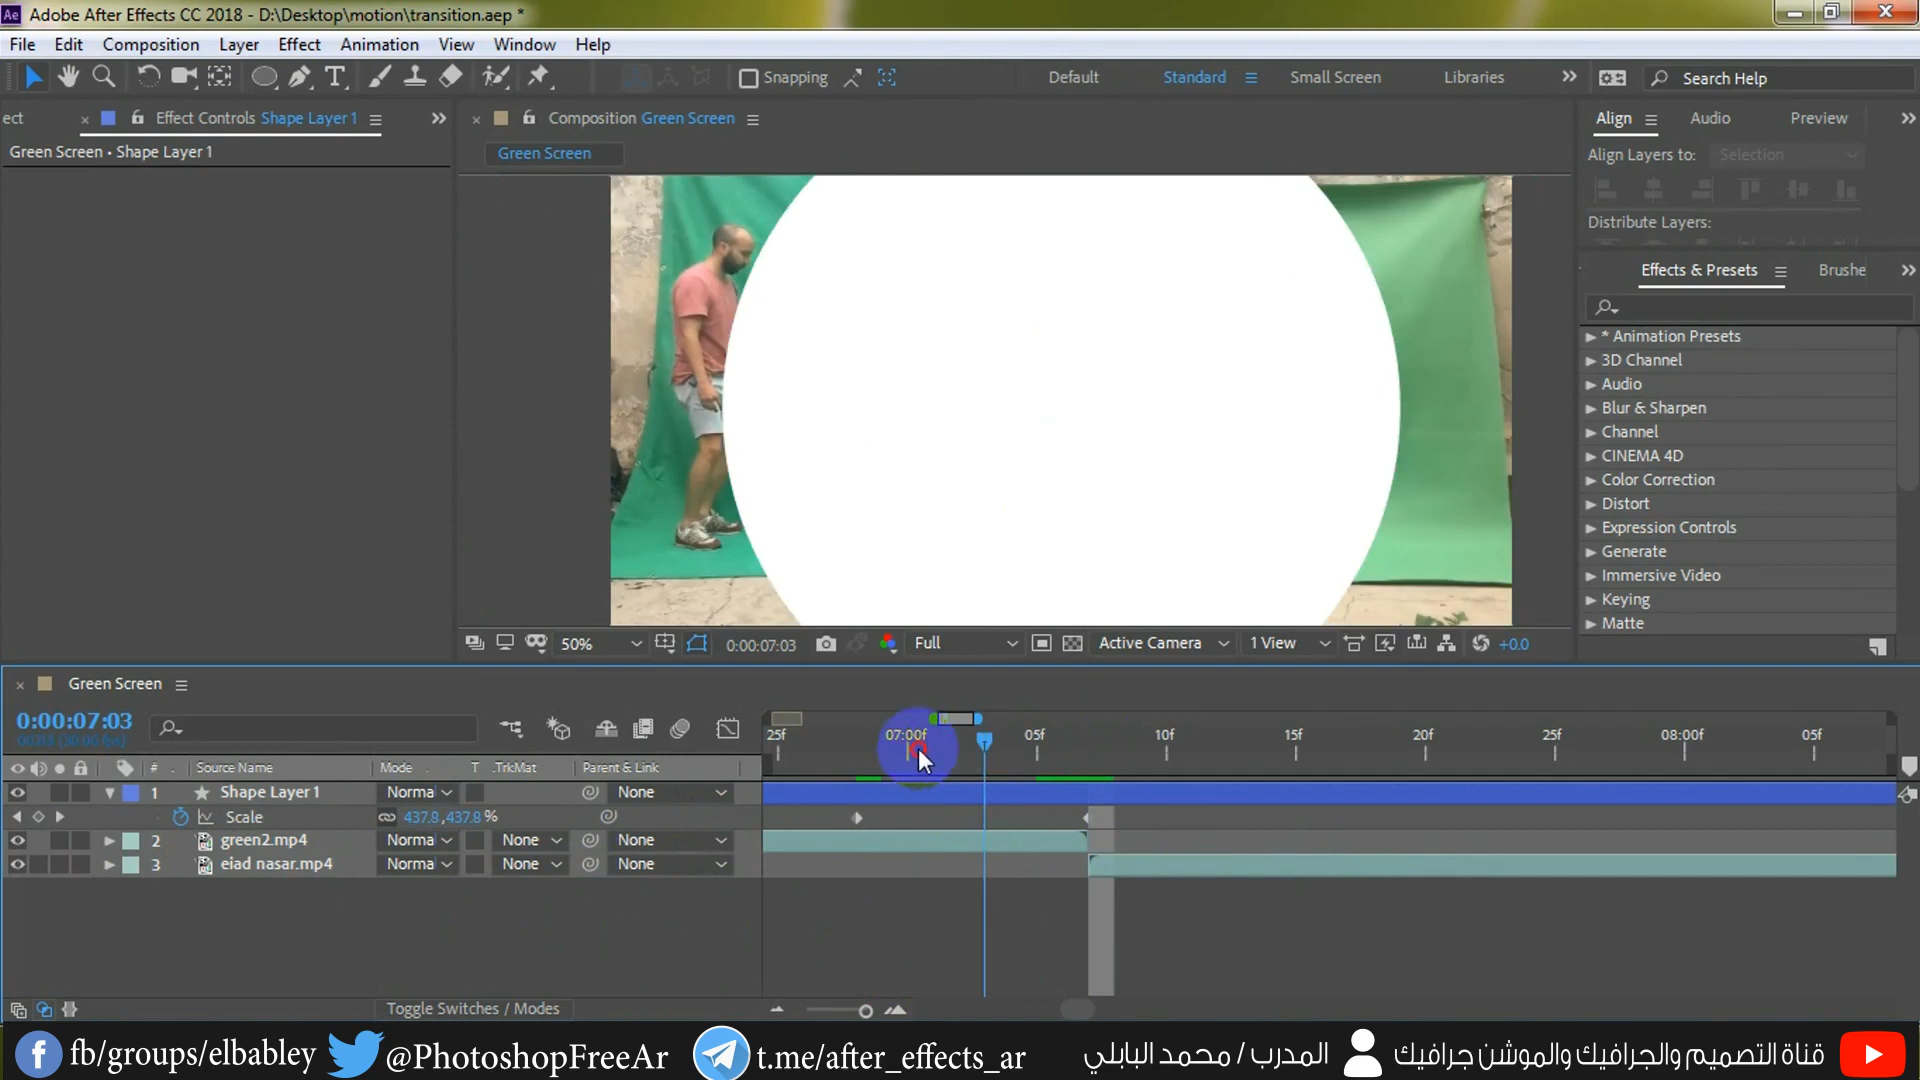 Adobe After Effects CC 2018 - D:\Desktop\motion\transition.aep *
File Edit Composition Layer Effect Animation View Window Help
Snapping Default Standard Small Screen Libraries Search Help
ect Effect Controls Shape Layer 1
Green Screen • Shape Layer 1
Composition Green Screen
Green Screen
Align Audio Preview
Align Layers to: Selection
Distribute Layers:
Effects & Presets Brushe
* Animation Presets
3D Channel
Audio
Blur & Sharpen
Channel
CINEMA 4D
Color Correction
Distort
Expression Controls
Generate
Immersive Video
Keying
Matte
50% 0:00:07:03 Full Active Camera 1 View +0.0
Green Screen
0:00:07:03
25f 07:00f 05f 10f 15f 20f 25f 08:00f 05f
# Source Name Mode T .TrkMat Parent & Link
1 Shape Layer 1 Norma None
Scale 437.8,437.8 %
2 green2.mp4 Norma None None
3 eiad nasar.mp4 Norma None None
Toggle Switches / Modes
fb/groups/elbabley @PhotoshopFreeAr t.me/after_effects_ar المدرب / محمد البابلي قناة التصميم والجرافيك والموشن جرافيك